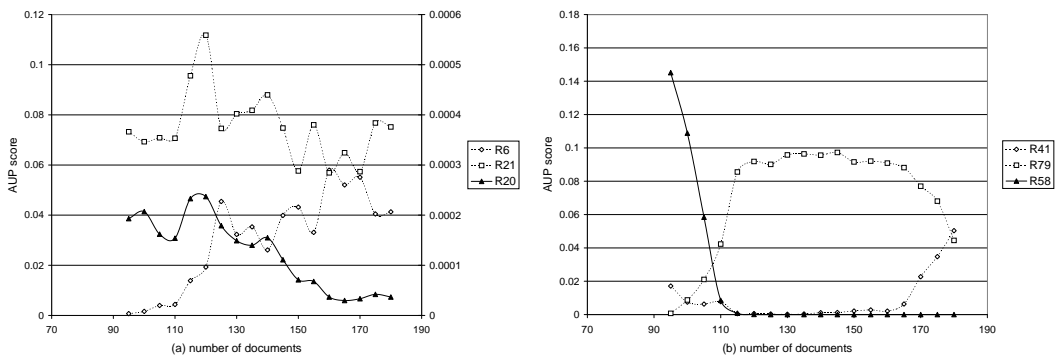 0.12
0.1
0.08
0.06
0.04
0.02
0
AUP score
0.0006
0.0005
0.0004
0.0003
0.0002
0.0001
0
70 90 110 130 150 170 190
(a) number of documents
R6
R21
R20
0.18
0.16
0.14
0.12
0.1
0.08
0.06
0.04
0.02
0
AUP score
70 90 110 130 150 170 190
(b) number of documents
R41
R79
R58